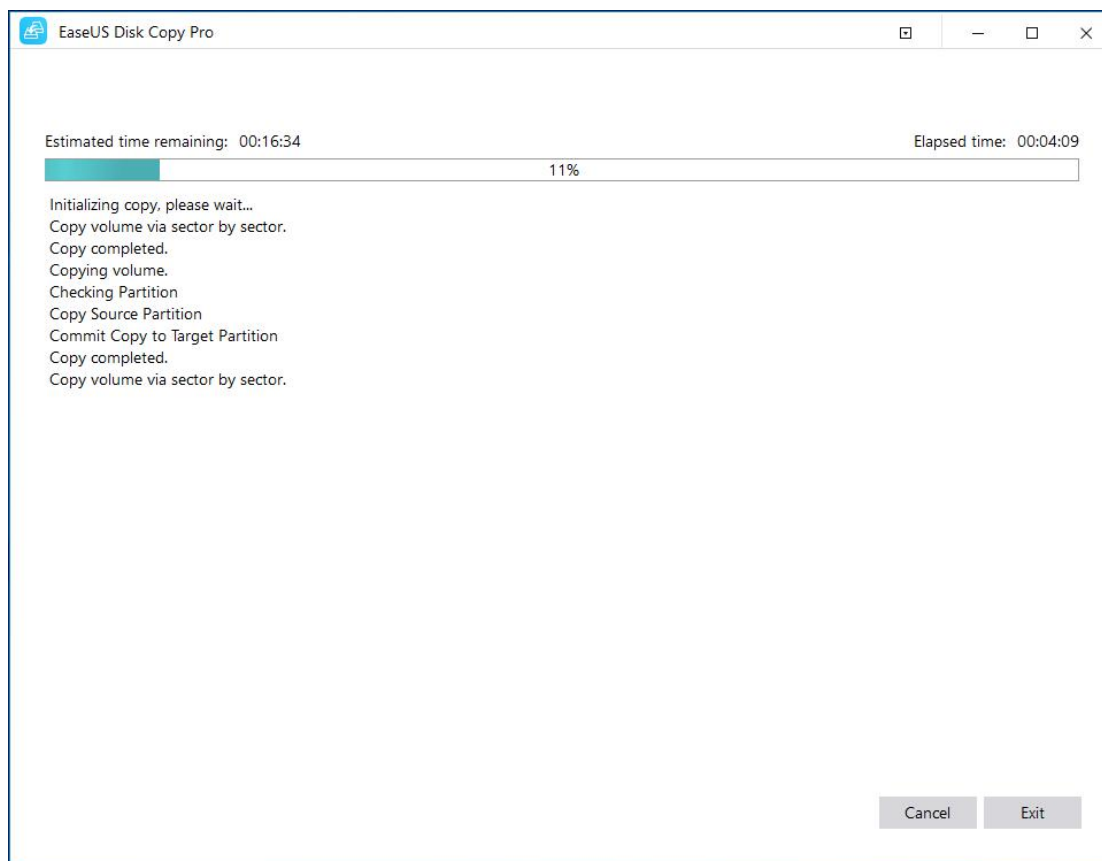 EaseUS Disk Copy Pro
Estimated time remaining: 00:16:34 Elapsed time: 00:04:09
11%
Initializing copy, please wait...
Copy volume via sector by sector.
Copy completed.
Copying volume.
Checking Partition
Copy Source Partition
Commit Copy to Target Partition
Copy completed.
Copy volume via sector by sector.
Cancel Exit